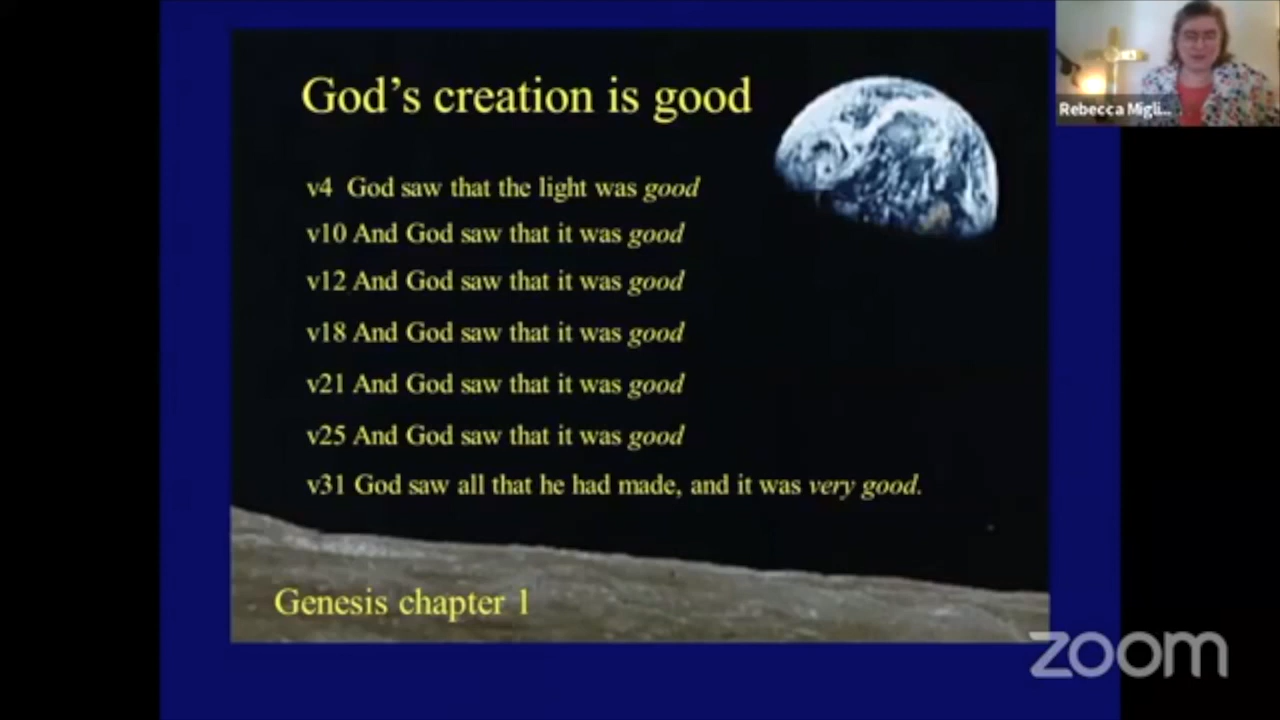 God's creation is good
v4 God saw that the light was good
v10 And God saw that it was good
v12 And God saw that it was good
v18 And God saw that it was good
v21 And God saw that it was good
v25 And God saw that it was good
v31 God saw all that he had made, and it was very good.
Genesis chapter 1
Rebecca Migli...
zoom